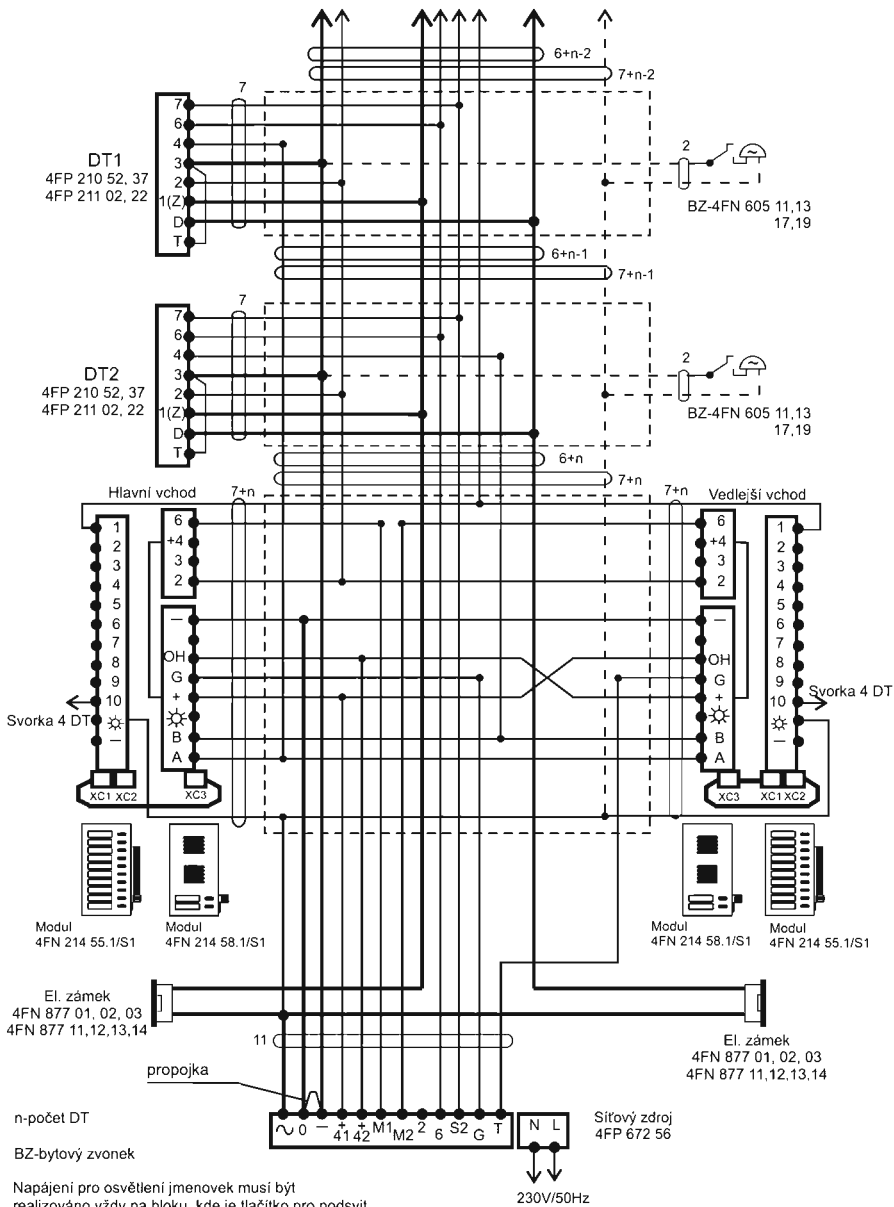 6+n-2
7+n-2
7
7
6
4
3
2
1(Z)
D
T
DT1
4FP 210 52, 37
4FP 211 02, 22
2
BZ-4FN 605 11,13
17,19
6+n-1
7+n-1
7
7
6
4
3
2
1(Z)
D
T
DT2
4FP 210 52, 37
4FP 211 02, 22
2
BZ-4FN 605 11,13
17,19
6+n
7+n
Hlavní vchod
7+n
7+n
Vedlejší vchod
1
2
3
4
5
6
7
8
9
10
–
6
+4
3
2
–
OH
G
+
B
A
6
+4
3
2
–
OH
G
+
B
A
1
2
3
4
5
6
7
8
9
10
–
Svorka 4 DT
Svorka 4 DT
XC1 XC2
XC3
XC3
XC1 XC2
Modul
4FN 214 55.1/S1
Modul
4FN 214 58.1/S1
Modul
4FN 214 58.1/S1
Modul
4FN 214 55.1/S1
El. zámek
4FN 877 01, 02, 03
4FN 877 11,12,13,14
El. zámek
4FN 877 01, 02, 03
4FN 877 11,12,13,14
11
propojka
n-počet DT
~ 0 – +41 +42 M1 M2 2 6 S2 G T
N L
Síťový zdroj
4FP 672 56
BZ-bytový zvonek
230V/50Hz
Napájení pro osvětlení jmenovek musí být
realizováno vždy na bloku, kde je tlačítko pro podsvit